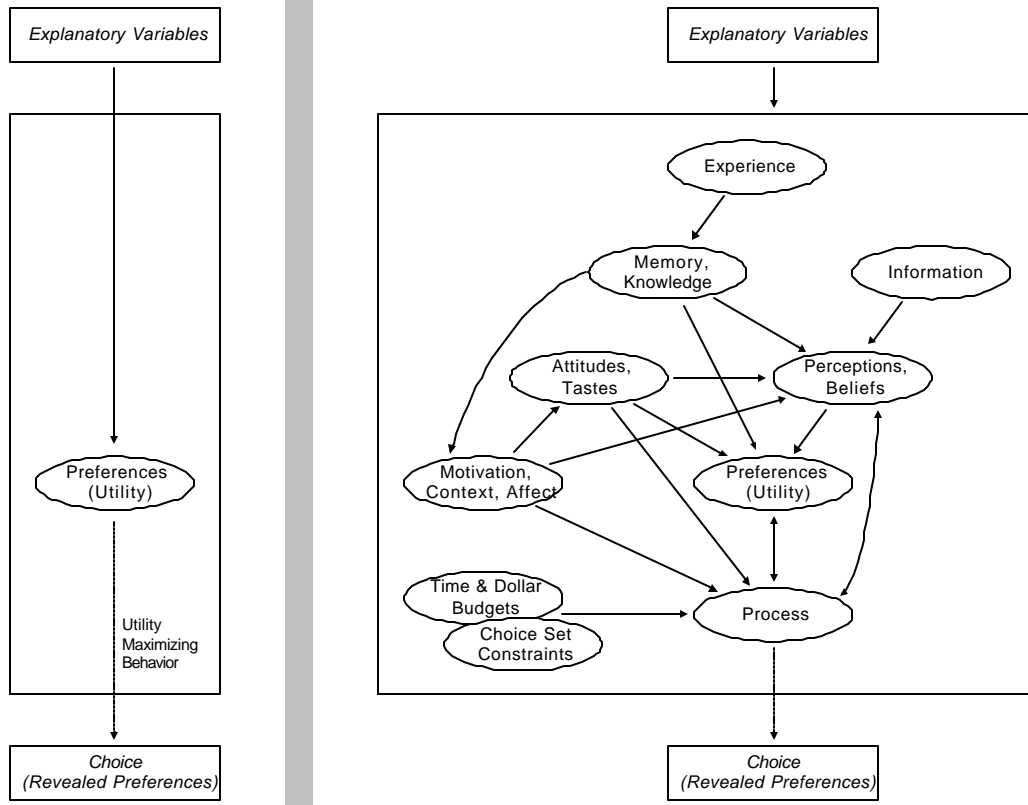 Explanatory Variables
Preferences
(Utility)
Utility
Maximizing
Behavior
Choice
(Revealed Preferences)
Explanatory Variables
Experience
Memory,
Knowledge
Information
Attitudes,
Tastes
Perceptions,
Beliefs
Motivation,
Context, Affect
Preferences
(Utility)
Time & Dollar
Budgets
Choice Set
Constraints
Process
Choice
(Revealed Preferences)